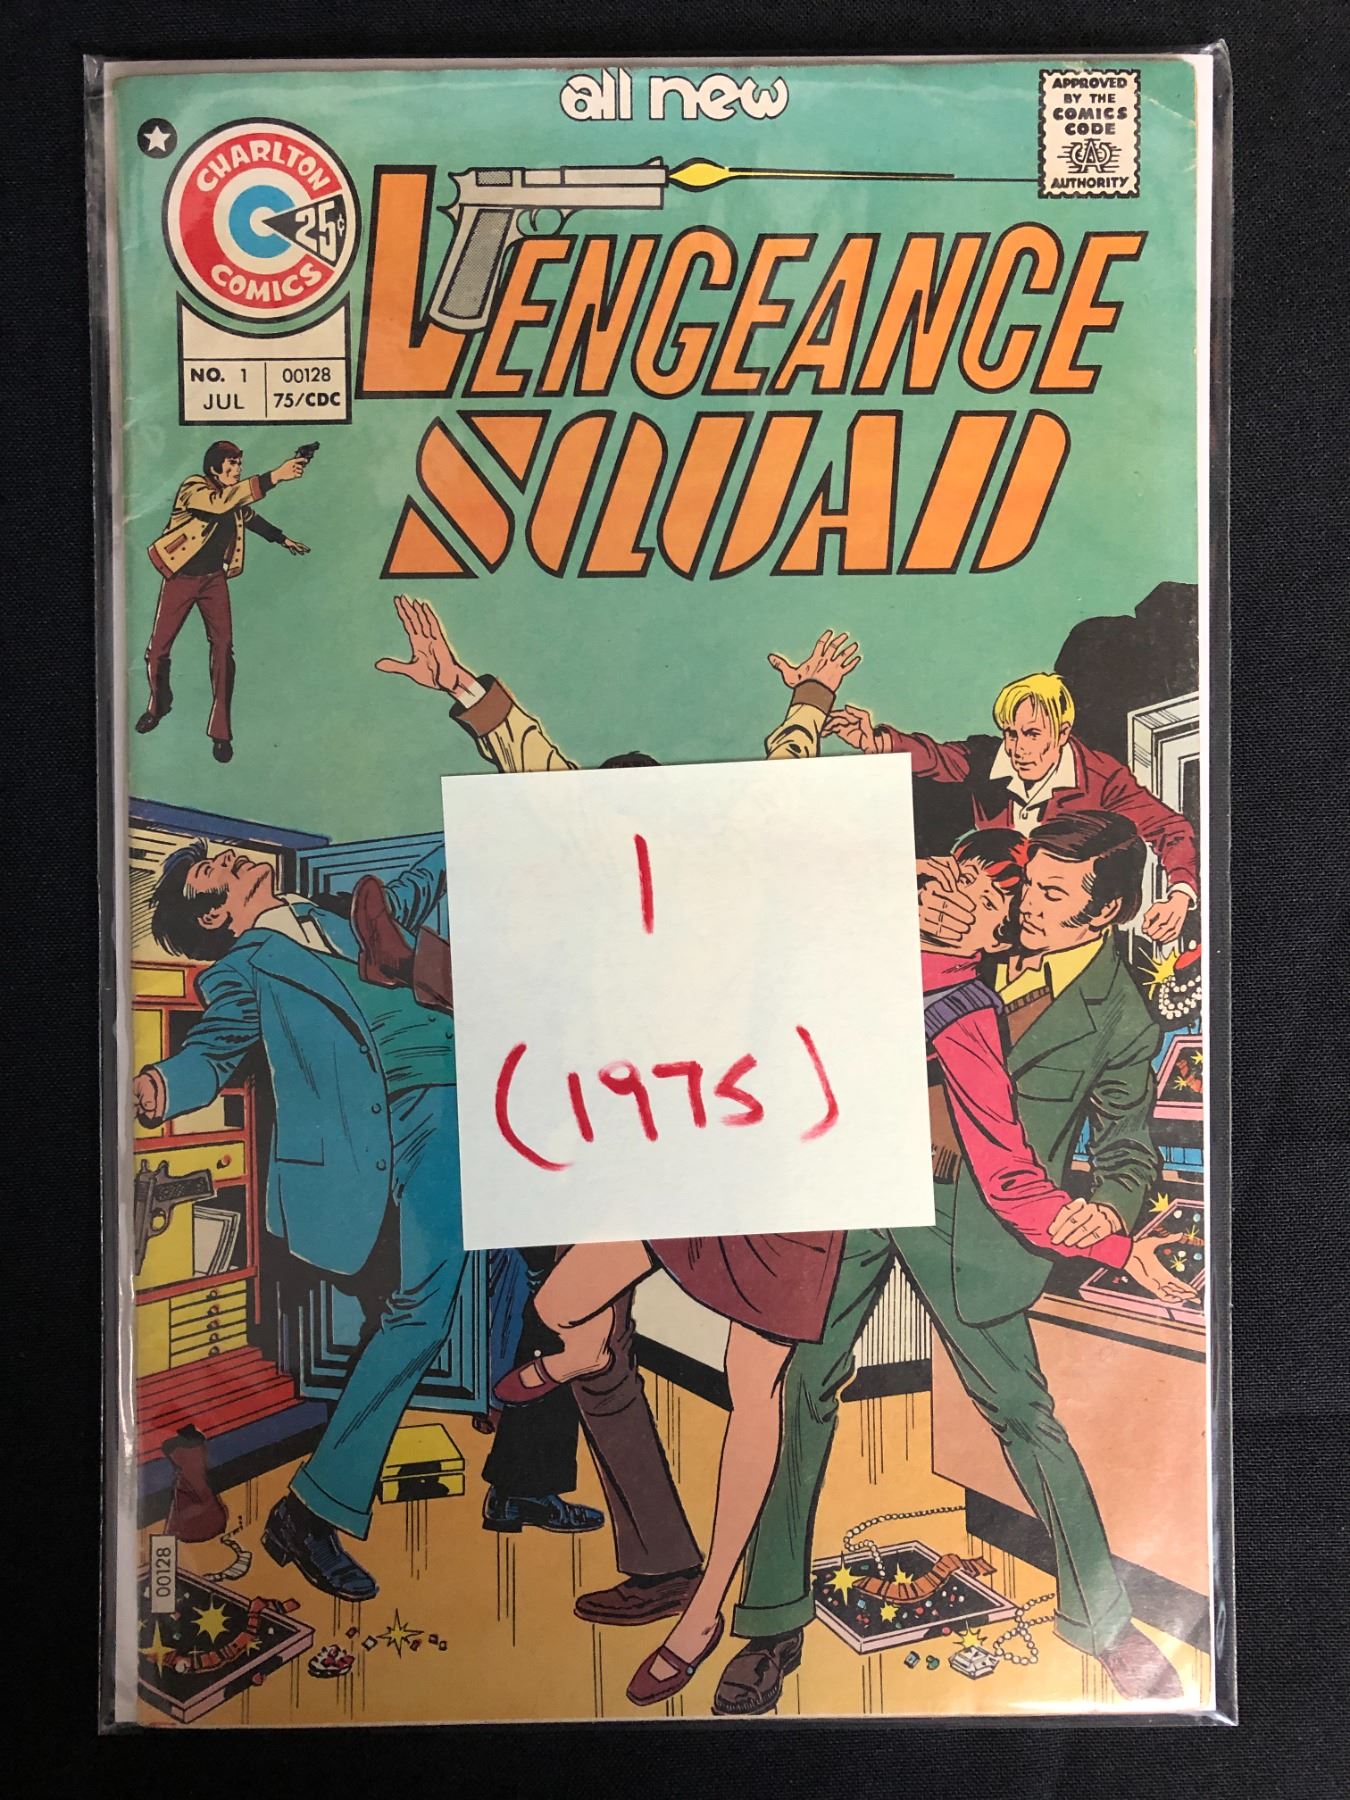 all new
APPROVED
BY THE
COMICS
CODE
AUTHORITY
CHARLTON
COMICS
25¢
VENGEANCE
SQUAD
NO. 1
JUL
00128
75/CDC
1
(1975)
00128